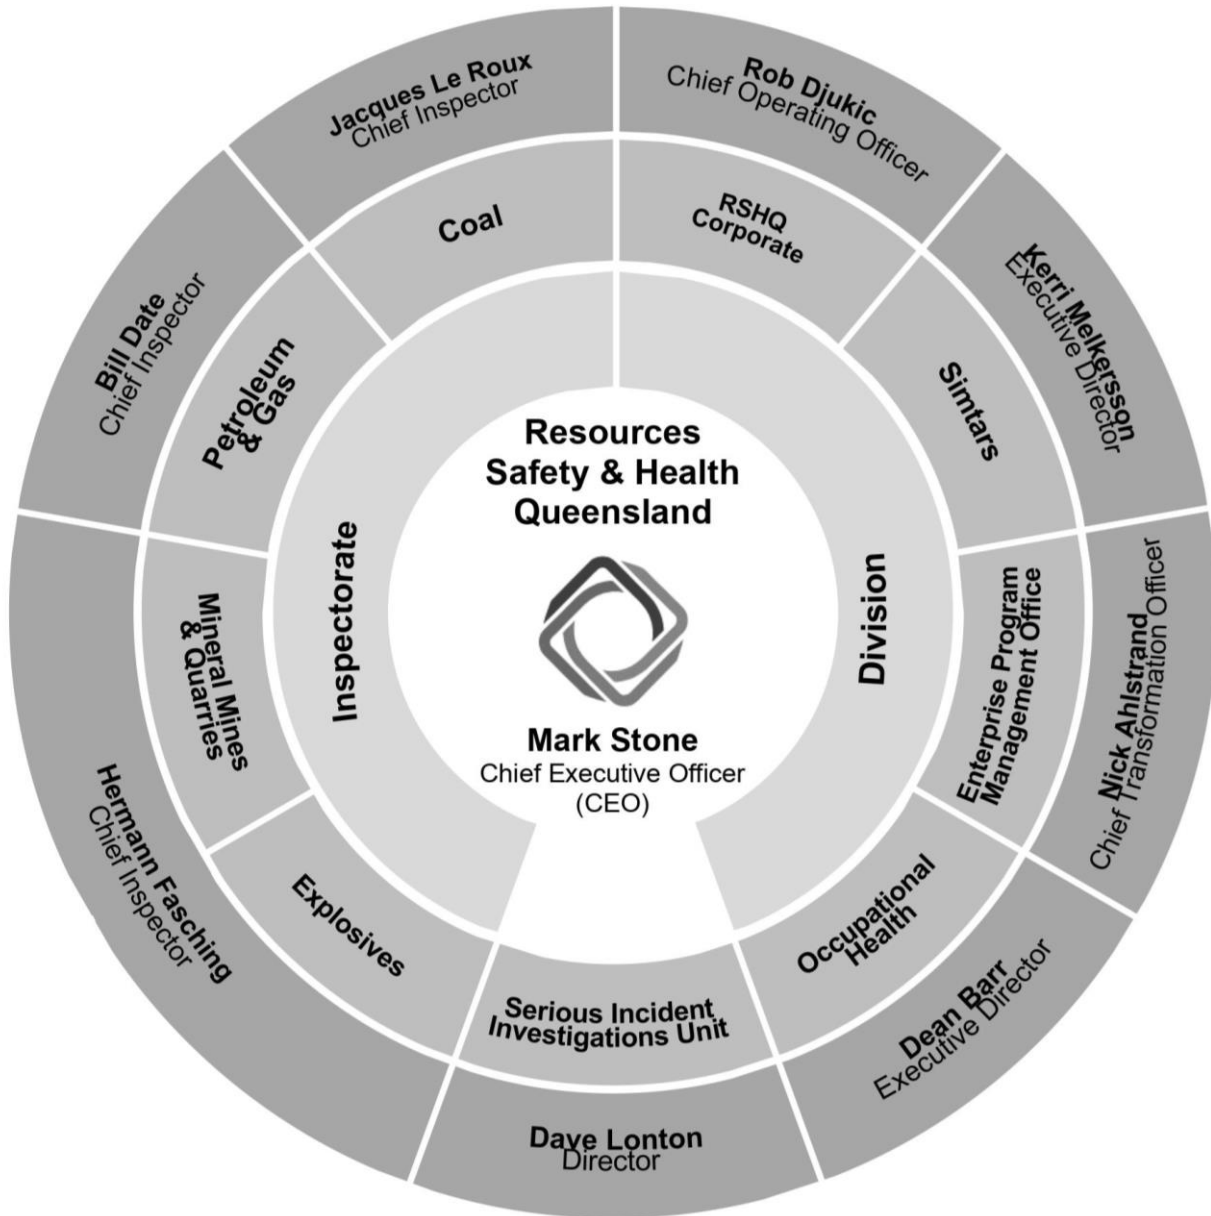 Resources
Safety & Health
Queensland
Mark Stone
Chief Executive Officer
(CEO)
Inspectorate
Division
Coal
Jacques Le Roux
Chief Inspector
RSHQ
Corporate
Rob Djukic
Chief Operating Officer
Simtars
Kerri Melkersson
Executive Director
Enterprise Program
Management Office
Nick Ahlstrand
Chief Transformation Officer
Occupational
Health
Dean Barr
Executive Director
Serious Incident
Investigations Unit
Dave Lonton
Director
Explosives
Mineral Mines
& Quarries
Hermann Fasching
Chief Inspector
Petroleum
& Gas
Bill Date
Chief Inspector